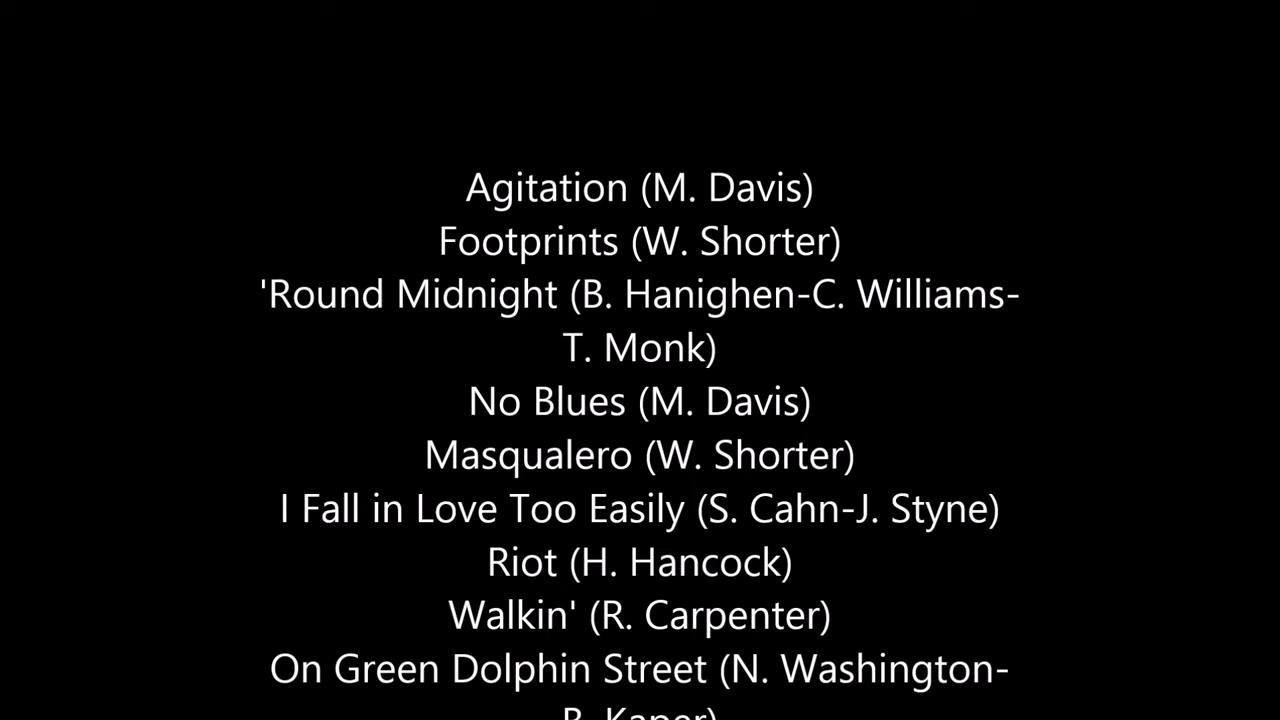 Agitation (M. Davis)
Footprints (W. Shorter)
'Round Midnight (B. Hanighen-C. Williams-
T. Monk)
No Blues (M. Davis)
Masqualero (W. Shorter)
I Fall in Love Too Easily (S. Cahn-J. Styne)
Riot (H. Hancock)
Walkin' (R. Carpenter)
On Green Dolphin Street (N. Washington-
B. Kaper)